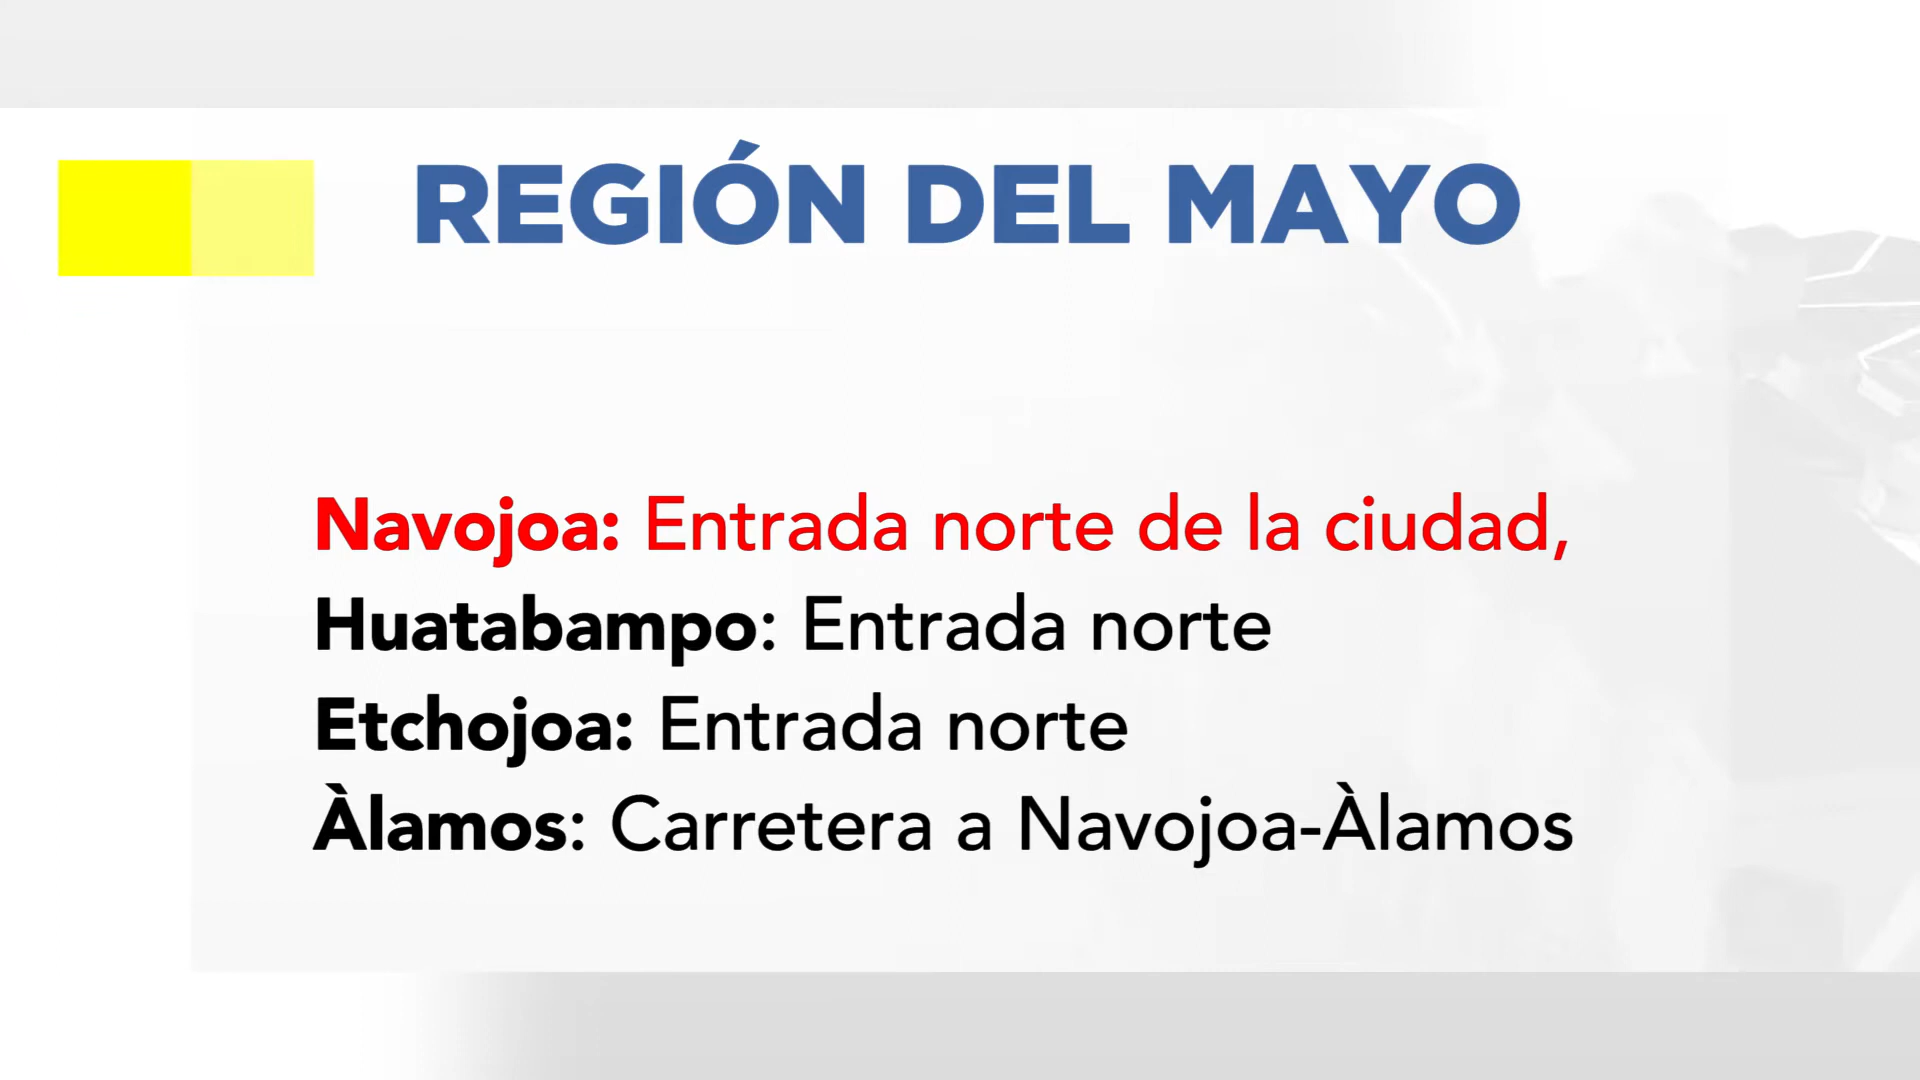 REGIÓN DEL MAYO
Navojoa: Entrada norte de la ciudad,
Huatabampo: Entrada norte
Etchojoa: Entrada norte
Àlamos: Carretera a Navojoa-Àlamos